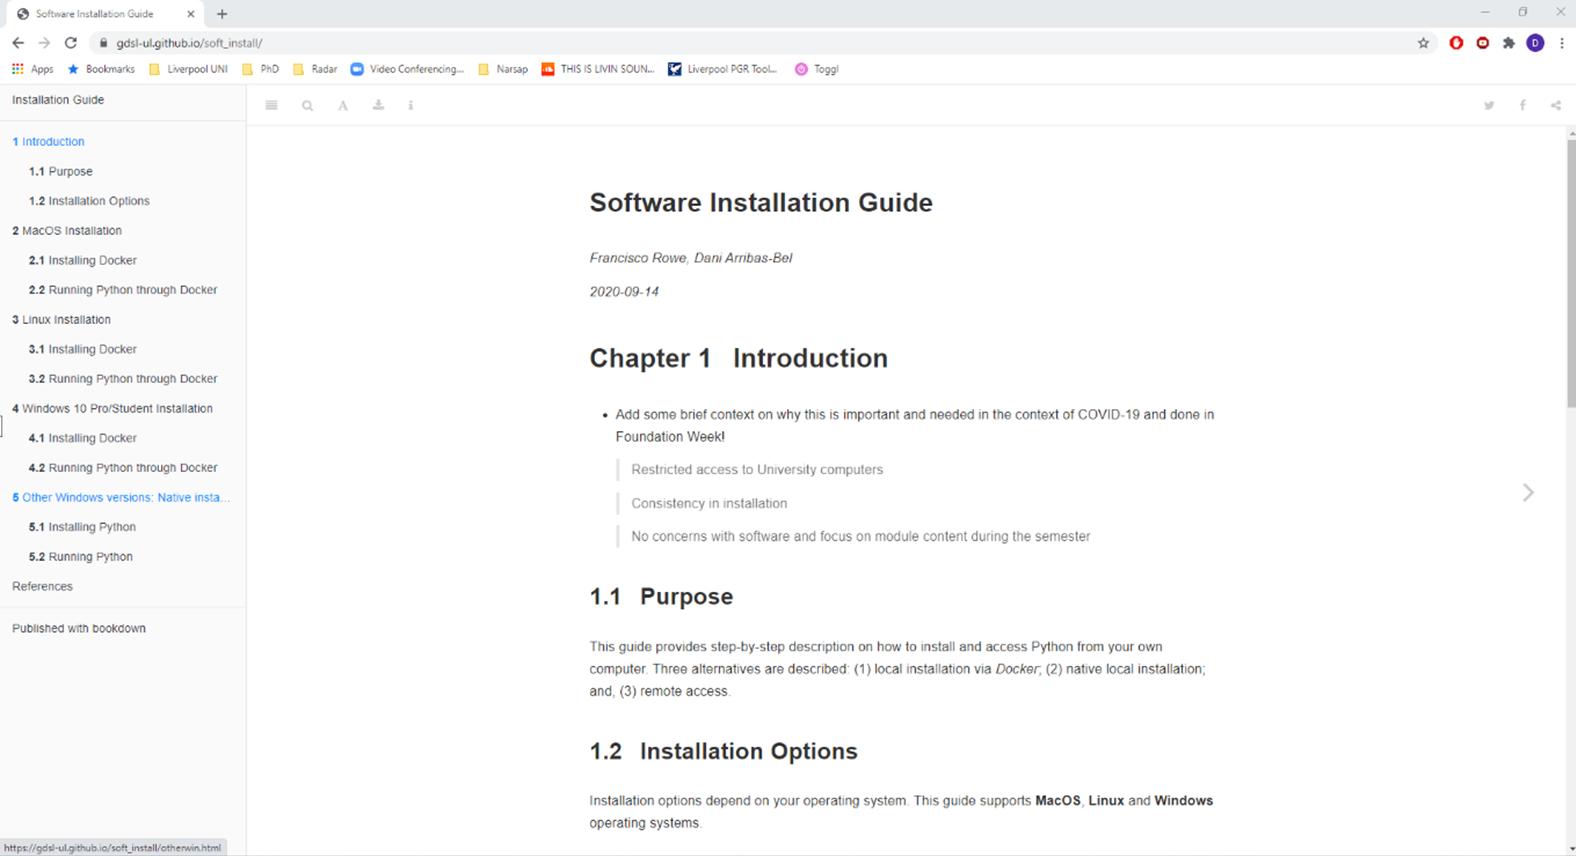 Software Installation Guide
gdsl-ul.github.io/soft_install/
D
Apps
Bookmarks
Liverpool UNI
PhD
Radar
Video Conferencing...
Narsap
THIS IS LIVIN SOUN...
Liverpool PGR Tool...
Toggl
Installation Guide
1 Introduction
1.1 Purpose
1.2 Installation Options
2 MacOS Installation
2.1 Installing Docker
2.2 Running Python through Docker
3 Linux Installation
3.1 Installing Docker
3.2 Running Python through Docker
4 Windows 10 Pro/Student Installation
4.1 Installing Docker
4.2 Running Python through Docker
5 Other Windows versions: Native insta...
5.1 Installing Python
5.2 Running Python
References
Published with bookdown
https://gdsl-ul.github.io/soft_install/otherwin.html
A
i
Software Installation Guide
Francisco Rowe, Dani Arribas-Bel
2020-09-14
Chapter 1 Introduction
• Add some brief context on why this is important and needed in the context of COVID-19 and done in
Foundation Week!
Restricted access to University computers
Consistency in installation
No concerns with software and focus on module content during the semester
1.1 Purpose
This guide provides step-by-step description on how to install and access Python from your own
computer. Three alternatives are described: (1) local installation via Docker; (2) native local installation;
and, (3) remote access.
1.2 Installation Options
Installation options depend on your operating system. This guide supports MacOS, Linux and Windows
operating systems.